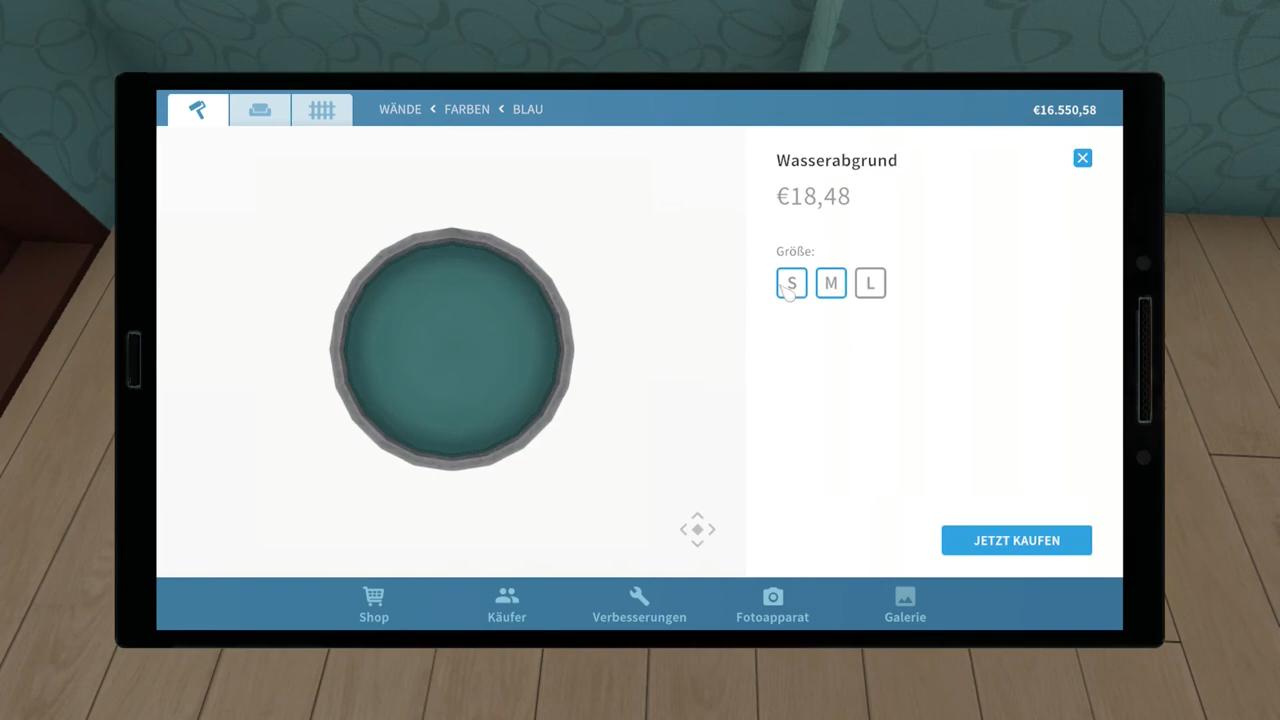 WÄNDE < FARBEN < BLAU
€16.550,58
Wasserabgrund
€18,48
Größe:
S M L
JETZT KAUFEN
Shop
Käufer
Verbesserungen
Fotoapparat
Galerie